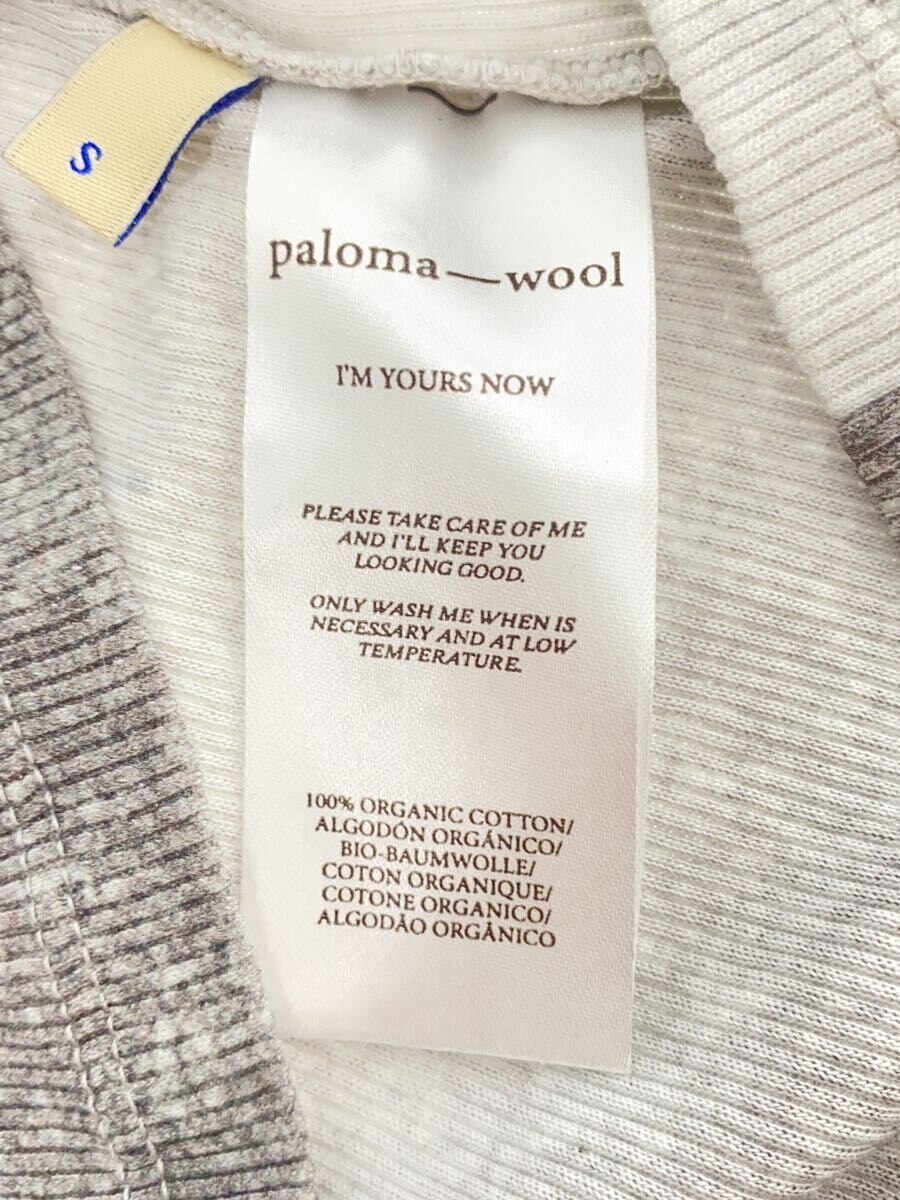 S
paloma—wool
I'M YOURS NOW
PLEASE TAKE CARE OF ME
AND I'LL KEEP YOU
LOOKING GOOD.
ONLY WASH ME WHEN IS
NECESSARY AND AT LOW
TEMPERATURE.
100% ORGANIC COTTON/
ALGODÓN ORGÁNICO/
BIO-BAUMWOLLE/
COTON ORGANIQUE/
COTONE ORGANICO/
ALGODÃO ORGÂNICO